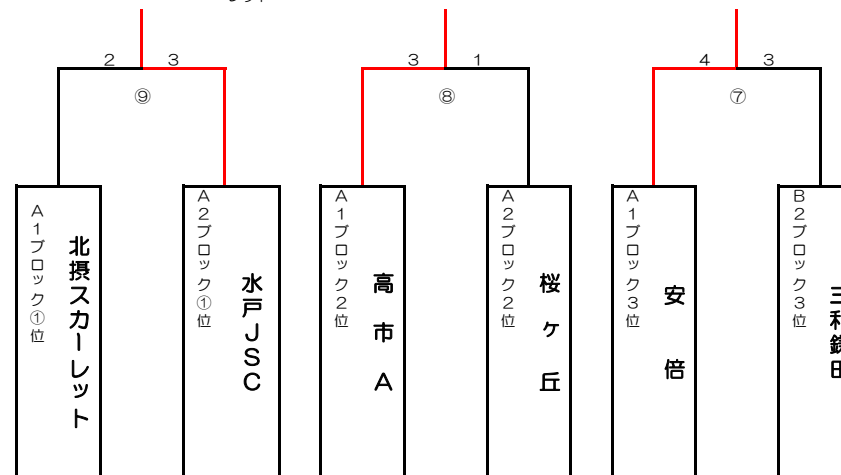 2 3
⑨
3 1
⑧
4 3
⑦
A1ブロック①位
北摂スカーレット
A2ブロック①位
水戸JSC
A1ブロック2位
高市A
A2ブロック2位
桜ヶ丘
A1ブロック3位
安倍
B2ブロック3位